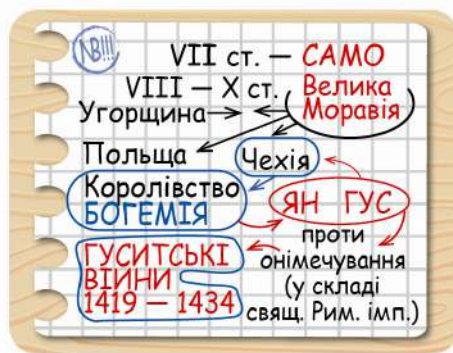 NB!!!
VII ст. — САМО
VIII — X ст. Велика
Угорщина Моравія
Польща Чехія
Королівство
БОГЕМІЯ
ЯН ГУС
проти
онімечування
(у складі
свящ. Рим. імп.)
ГУСИТСЬКІ
ВІЙНИ
1419 — 1434